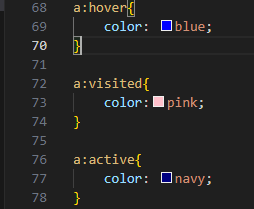 68 a:hover{
69 color: blue;
70 }
71
72 a:visited{
73 color: pink;
74 }
75
76 a:active{
77 color: navy;
78 }